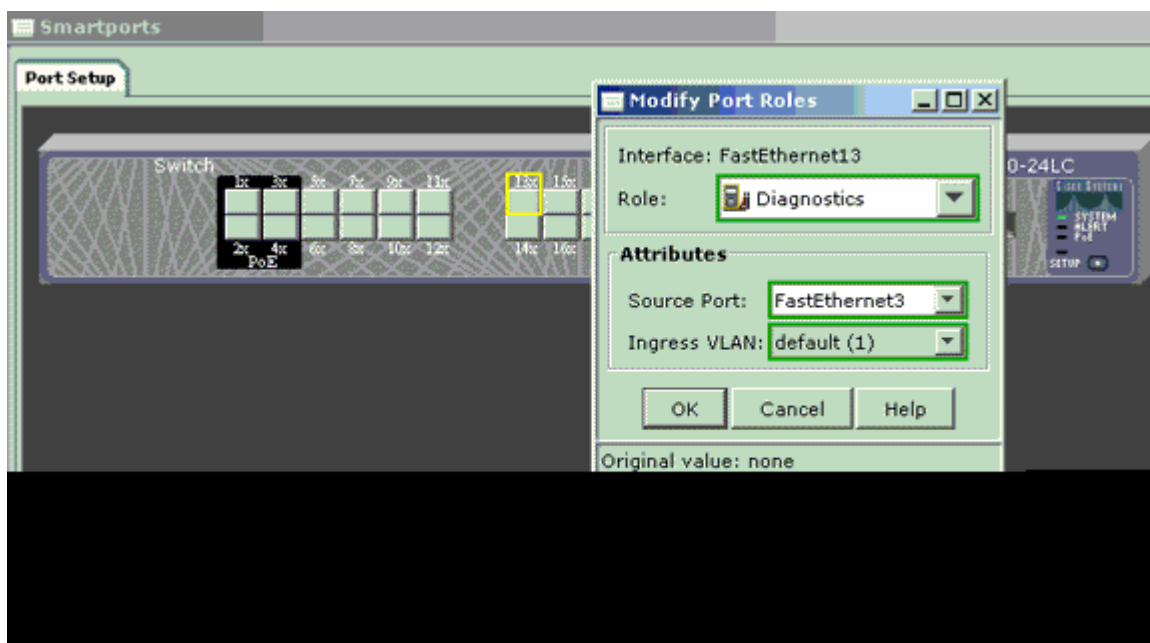 Smartports
Port Setup
Modify Port Roles
Interface: FastEthernet13
Role: Diagnostics
Attributes
Source Port: FastEthernet3
Ingress VLAN: default (1)
OK Cancel Help
Original value: none
Switch
1x 3x 5x 7x 9x 11x 13x 15x
2x 4x 6x 8x 10x 12x 14x 16x
PoE
0-24LC
Cisco Systems
SYSTEM
ALERT
PoE
SETUP